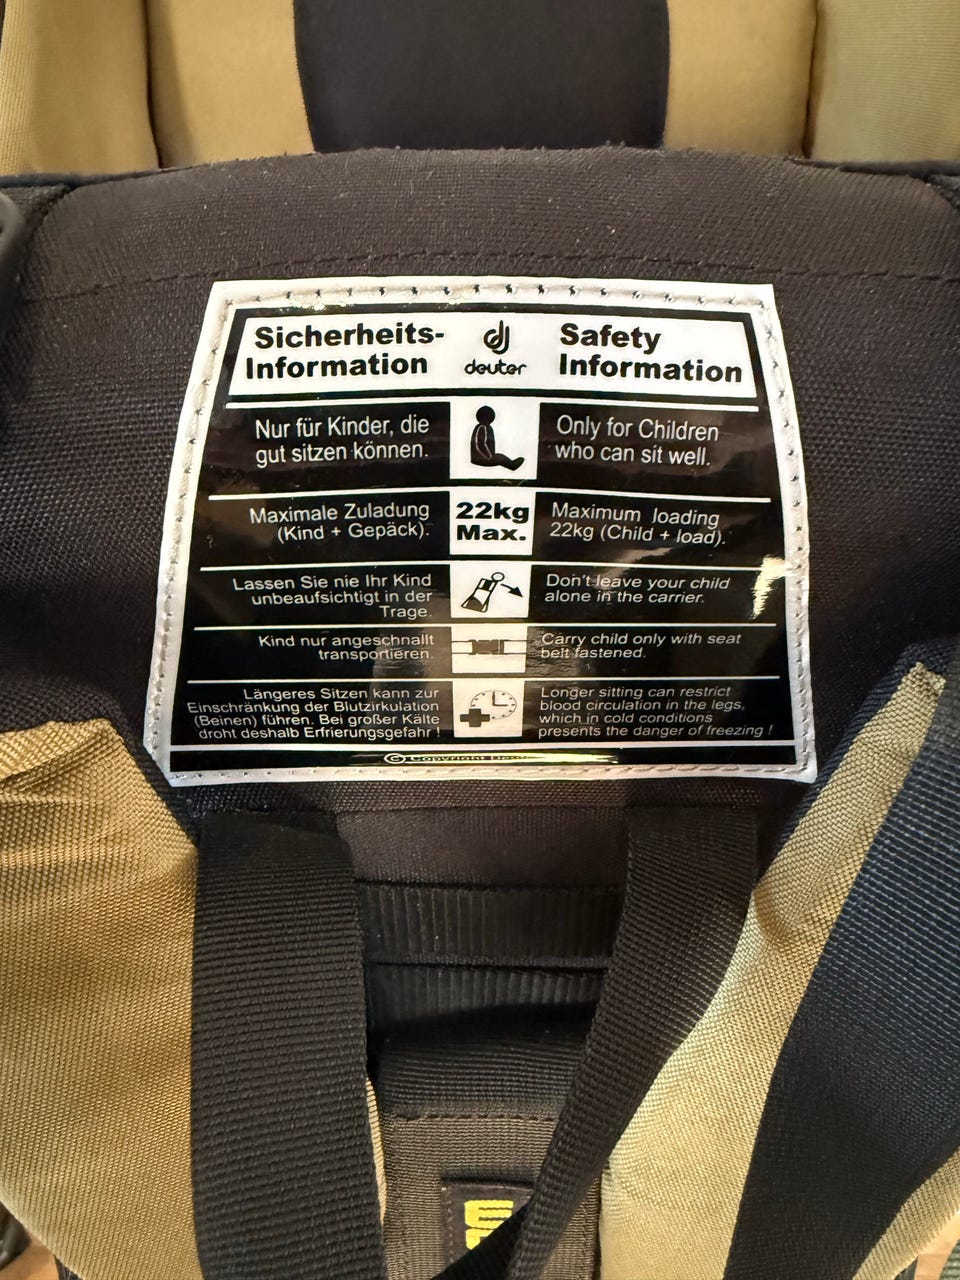 Sicherheits-
Information
deuter
Safety
Information
Nur für Kinder, die
gut sitzen können.
Only for Children
who can sit well.
Maximale Zuladung
(Kind + Gepäck).
22kg
Max.
Maximum loading
22kg (Child + load).
Lassen Sie nie Ihr Kind
unbeaufsichtigt in der
Trage.
Don't leave your child
alone in the carrier.
Kind nur angeschnallt
transportieren.
Carry child only with seat
belt fastened.
Längeres Sitzen kann zur
Einschränkung der Blutzirkulation
(Beinen) führen. Bei großer Kälte
droht deshalb Erfrierungsgefahr !
Longer sitting can restrict
blood circulation in the legs,
which in cold conditions
presents the danger of freezing !
© Copyright